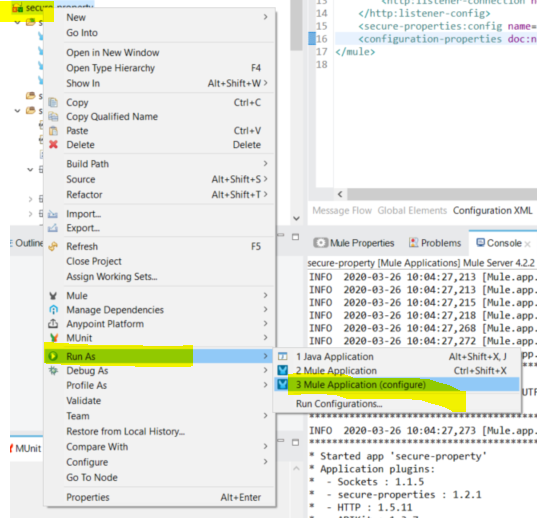 secure-property
New
Go Into
Open in New Window
Open Type Hierarchy F4
Show In Alt+Shift+W >
Copy Ctrl+C
Copy Qualified Name
Paste Ctrl+V
Delete Delete
Build Path
Source Alt+Shift+S >
Refactor Alt+Shift+T >
Import...
Export...
Refresh F5
Close Project
Assign Working Sets...
Mule
Manage Dependencies
Anypoint Platform
MUnit
Run As
Debug As
Profile As
Validate
Team
Restore from Local History...
Compare With
Configure
Go To Node
Properties Alt+Enter
1 Java Application Alt+Shift+X, J
2 Mule Application Ctrl+Shift+X
3 Mule Application (configure)
Run Configurations...
Outline
MUnit
14 </http:listener-config>
15 <secure-properties:config name=
16 <configuration-properties doc:n
17 </mule>
18
Message Flow Global Elements Configuration XML
Mule Properties Problems Console
secure-property [Mule Applications] Mule Server 4.2.2
INFO 2020-03-26 10:04:27,213 [Mule.app.
INFO 2020-03-26 10:04:27,213 [Mule.app.
INFO 2020-03-26 10:04:27,215 [Mule.app.
INFO 2020-03-26 10:04:27,218 [Mule.app.
INFO 2020-03-26 10:04:27,268 [Mule.app.
INFO 2020-03-26 10:04:27,272 [Mule.app.
INFO 2020-03-26 10:04:27,273 [Mule.app.
**********************************
* Started app 'secure-property'
* Application plugins:
* - Sockets : 1.1.5
* - secure-properties : 1.2.1
* - HTTP : 1.5.11